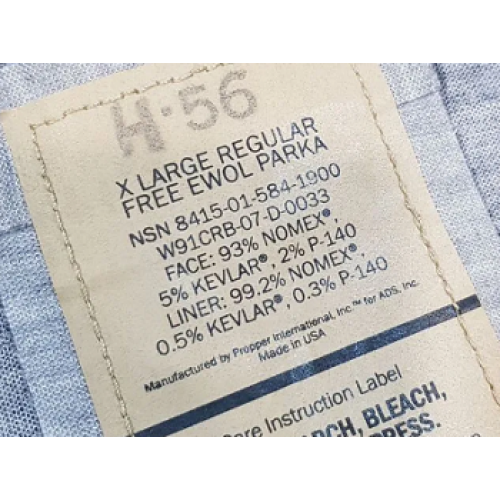 H-56
X LARGE REGULAR
FREE EWOL PARKA
NSN 8415-01-584-1900
W91CRB-07-D-0033
FACE: 93% NOMEX®,
5% KEVLAR®, 2% P-140
LINER: 99.2% NOMEX®,
0.5% KEVLAR®, 0.3% P-140
Manufactured by Propper International, Inc.™ for ADS, Inc.
Made in USA
Care Instruction Label
BLEACH,